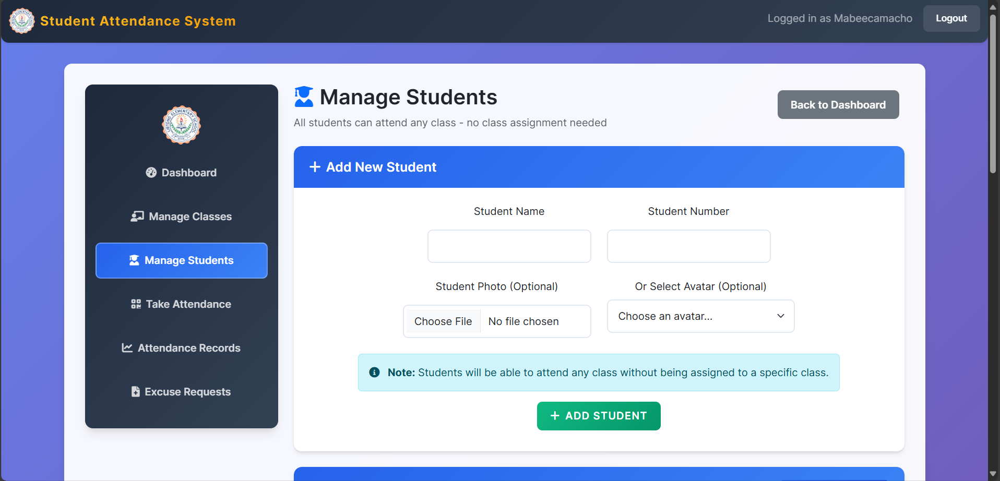 Student Attendance System
Logged in as Mabeecamacho
Logout
ELEMENTARY SCHOOL
Dashboard
Manage Classes
Manage Students
Take Attendance
Attendance Records
Excuse Requests
Manage Students
Back to Dashboard
All students can attend any class - no class assignment needed
Add New Student
Student Name
Student Number
Student Photo (Optional)
Or Select Avatar (Optional)
Choose File
No file chosen
Choose an avatar...
Note: Students will be able to attend any class without being assigned to a specific class.
ADD STUDENT